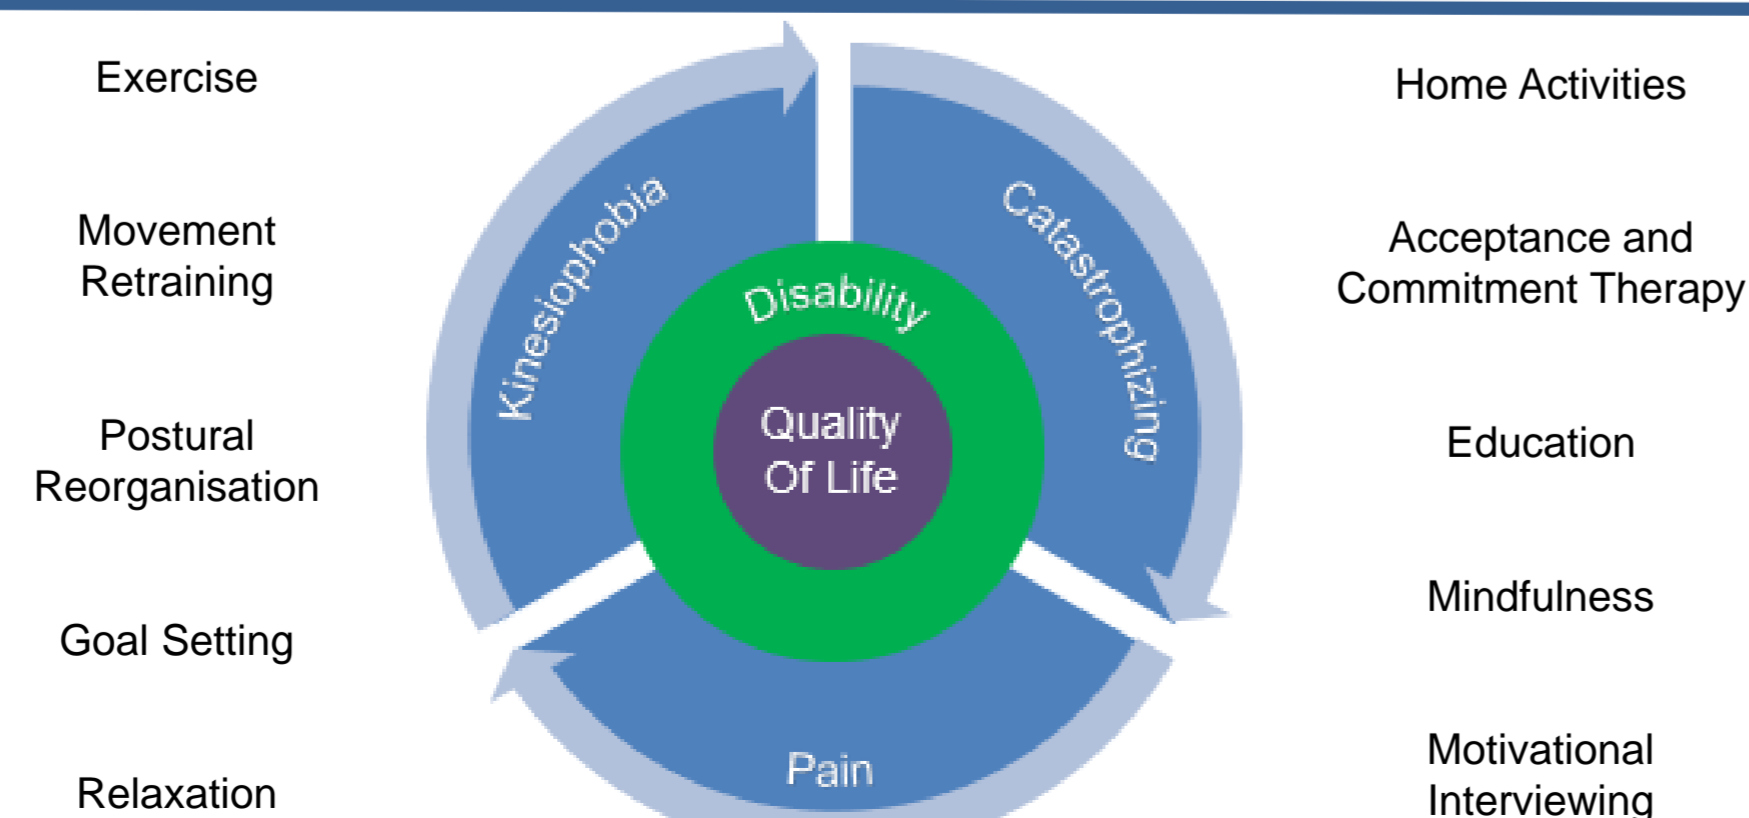 Exercise
Movement
Retraining
Postural
Reorganisation
Goal Setting
Relaxation
Kinesiophobia
Catastrophizing
Disability
Quality
Of Life
Pain
Home Activities
Acceptance and
Commitment Therapy
Education
Mindfulness
Motivational
Interviewing